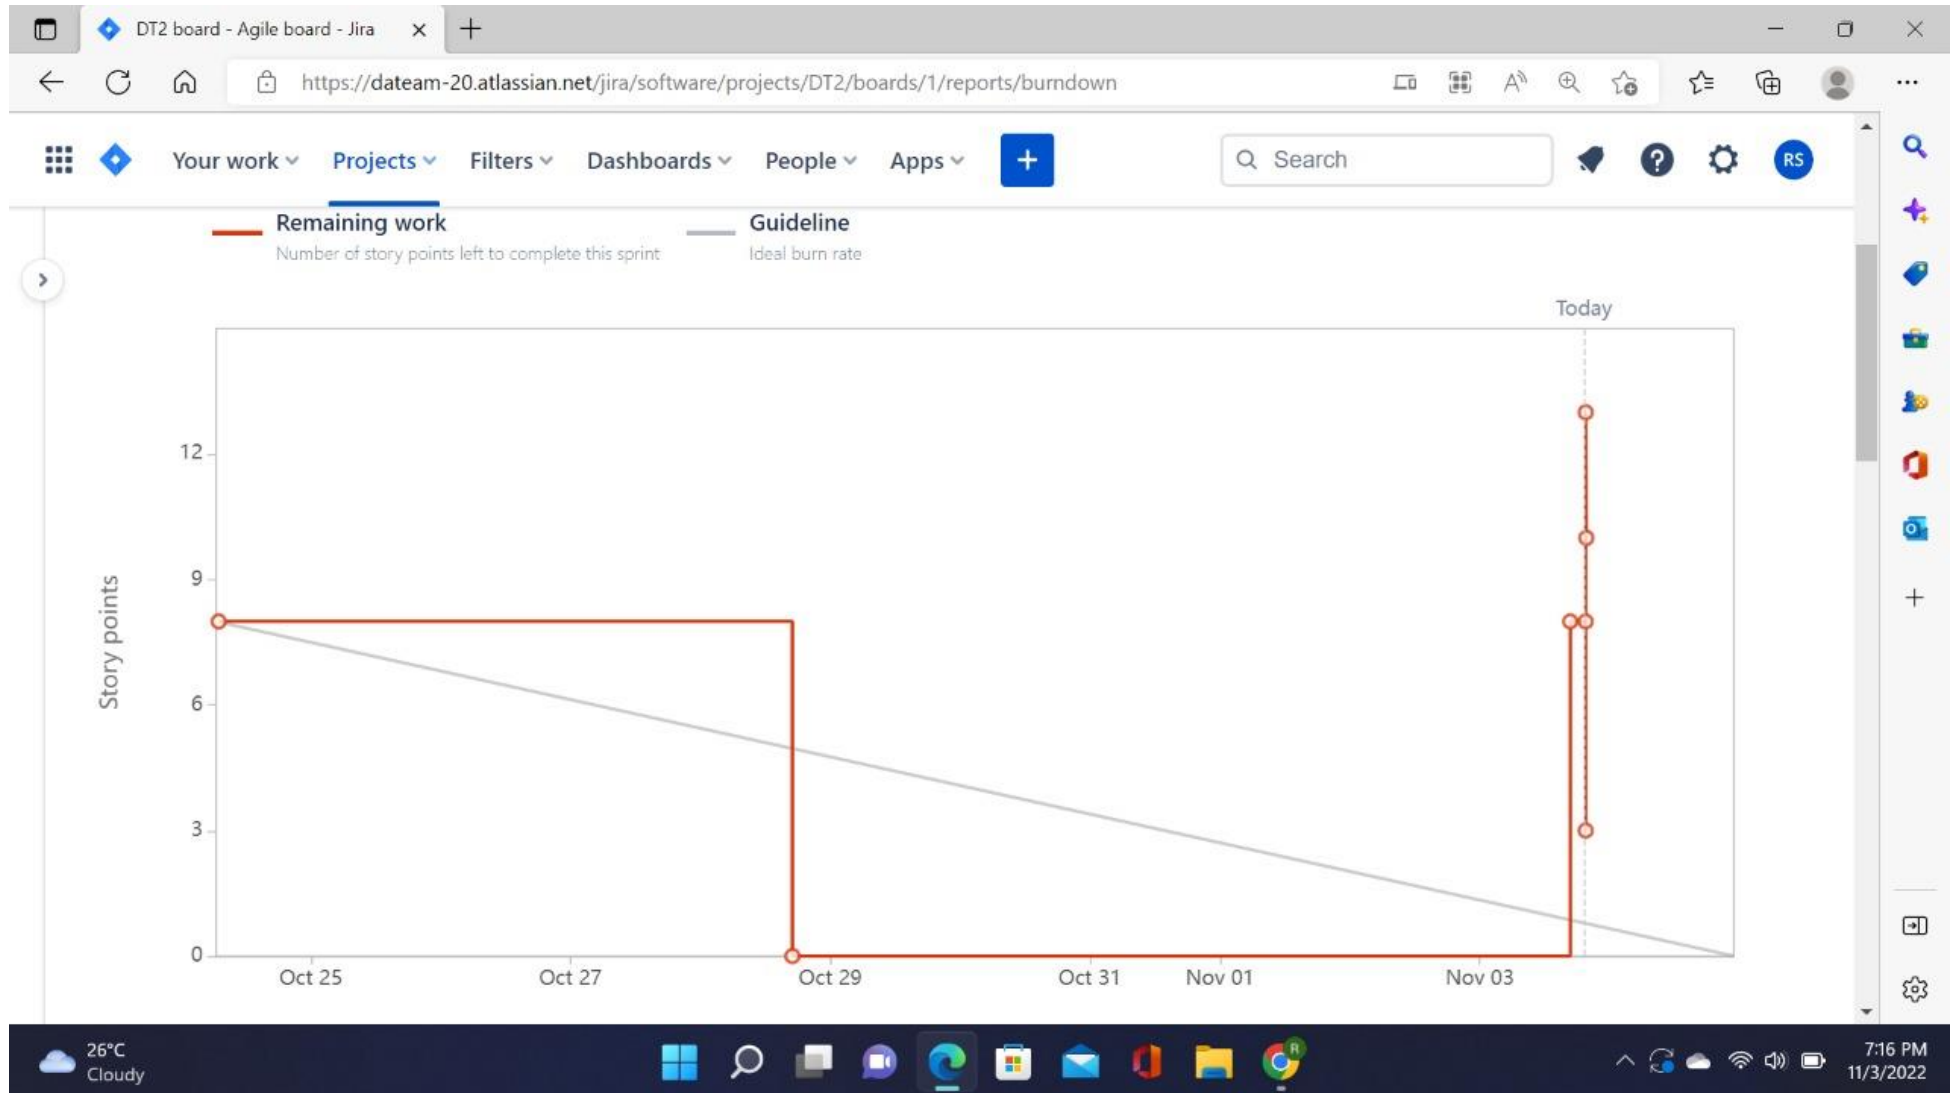 DT2 board - Agile board - Jira
https://dateam-20.atlassian.net/jira/software/projects/DT2/boards/1/reports/burndown
Your work Projects Filters Dashboards People Apps + Search RS
Remaining work
Number of story points left to complete this sprint
Guideline
Ideal burn rate
Today
12
9
6
3
0
Story points
Oct 25 Oct 27 Oct 29 Oct 31 Nov 01 Nov 03
26°C
Cloudy
R
7:16 PM
11/3/2022